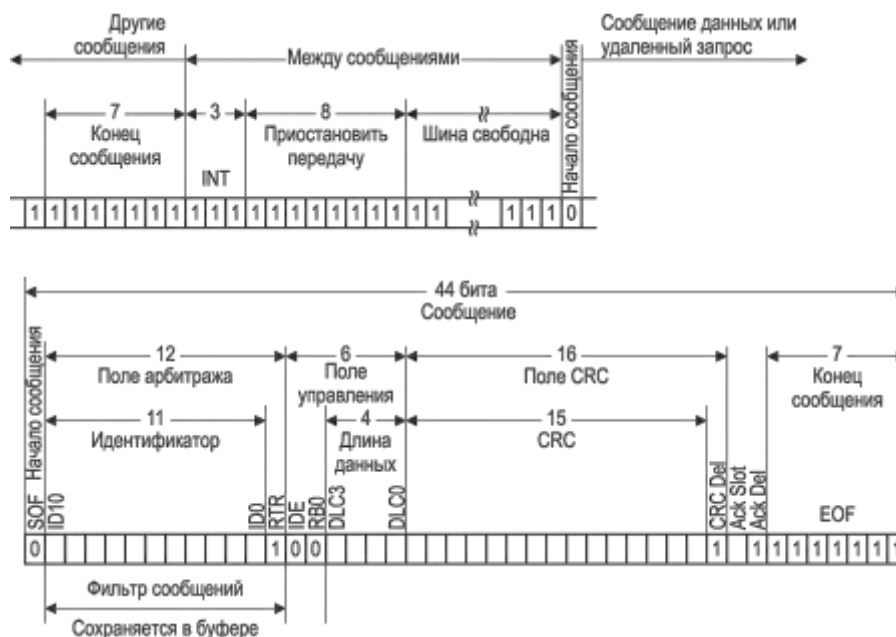 Другие
сообщения
Сообщение данных или
удаленный запрос
Между сообщениями
7
3
8
Конец
сообщения
Приостановить
передачу
Шина свободна
INT
Начало сообщения
1 1 1 1 1 1 1 1 1 1 1 1 1 1 1 1 1 1 1 1 1 1 1 1 0
44 бита
Сообщение
Начало сообщения
12
6
16
7
Поле арбитража
Поле
управления
Поле CRC
Конец
сообщения
11
4
15
Идентификатор
Длина
данных
CRC
SOF
ID10
ID0
RTR
IDE
RB0
DLC3
DLC0
CRC Del
Ack Slot
Ack Del
EOF
0 1 0 0 1 1 1 1 1 1 1 1 1
Фильтр сообщений
Сохраняется в буфере